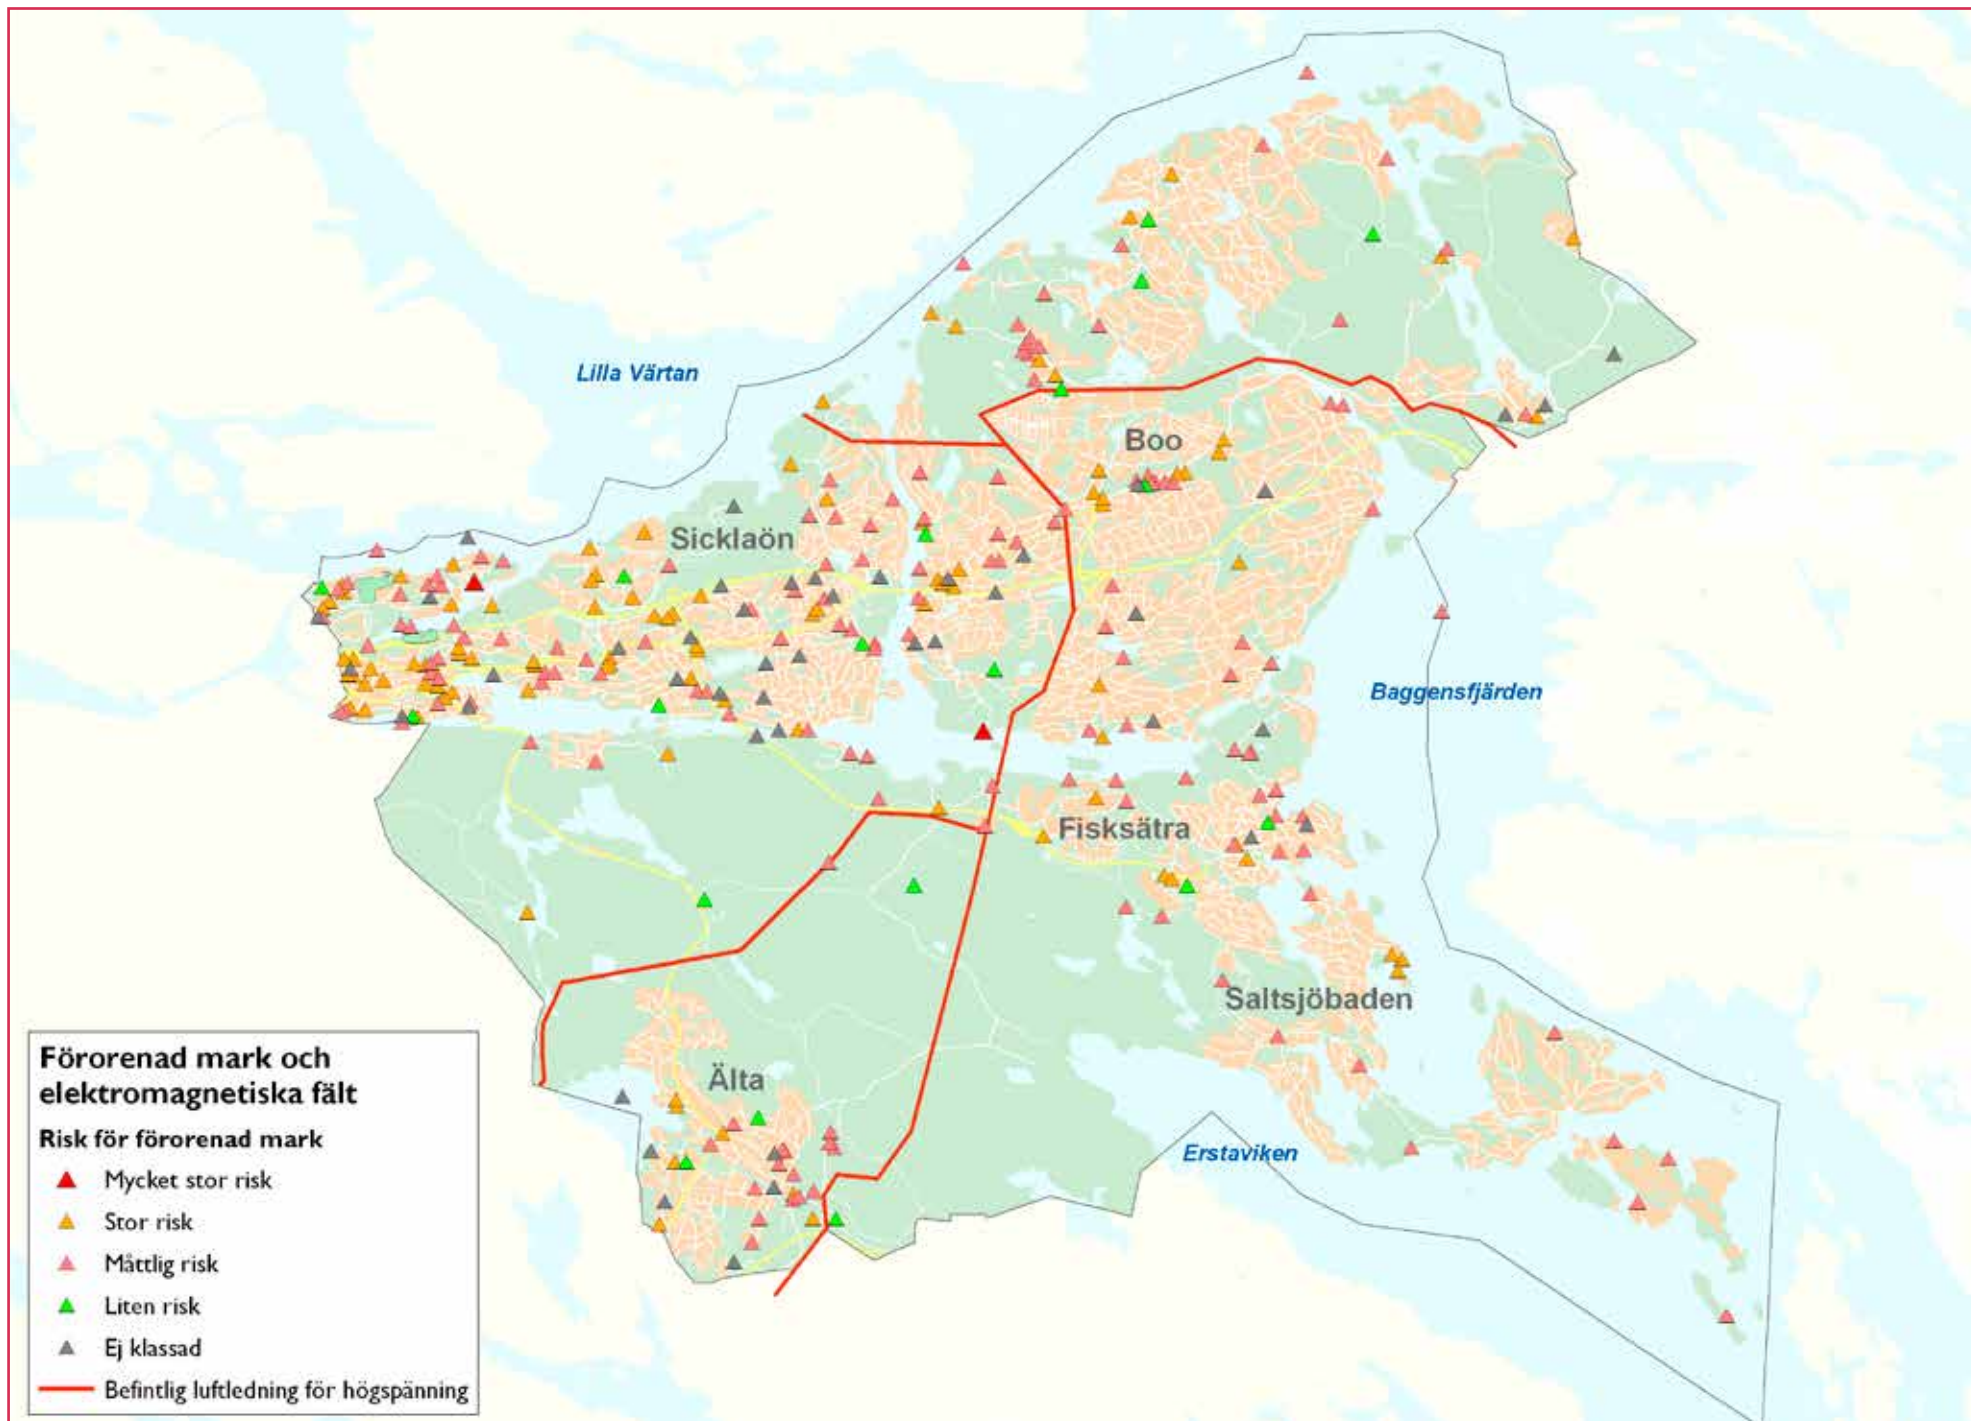 Lilla Värtan
Boo
Sicklaön
Baggensfjärden
Fisksätra
Saltsjöbaden
Älta
Erstaviken
Förorenad mark och
elektromagnetiska fält
Risk för förorenad mark
Mycket stor risk
Stor risk
Måttlig risk
Liten risk
Ej klassad
Befintlig luftledning för högspänning